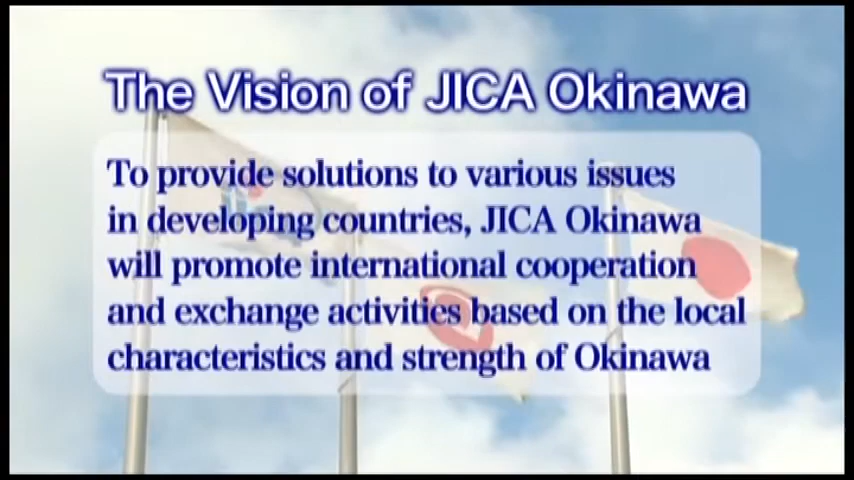 The Vision of JICA Okinawa
To provide solutions to various issues
in developing countries, JICA Okinawa
will promote international cooperation
and exchange activities based on the local
characteristics and strength of Okinawa